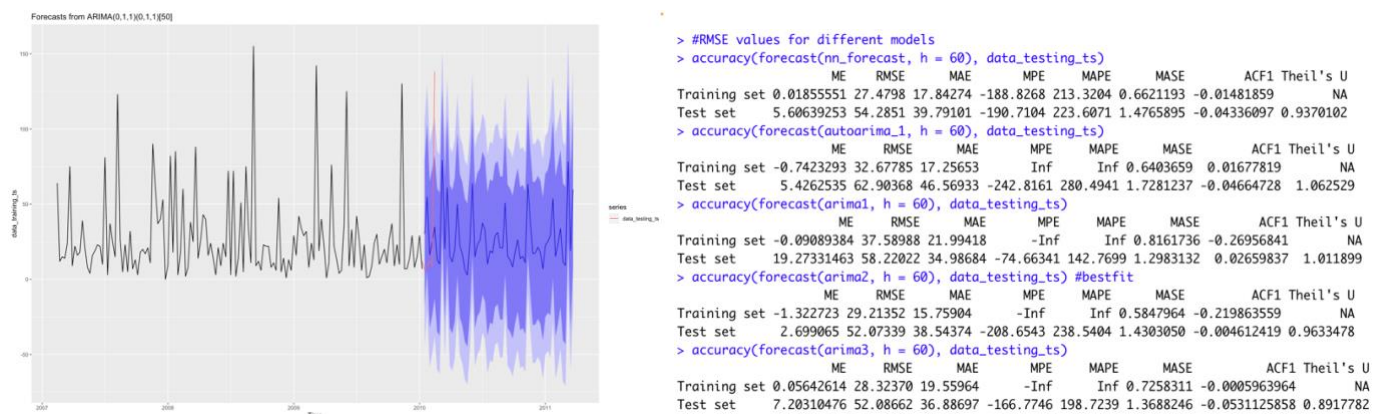 Forecasts from ARIMA(0,1,1)(0,1,1)[50]
150
100
50
0
-50
data_training_ts
2007
2008
2009
2010
2011
Time
series
data_testing_ts
> #RMSE values for different models
> accuracy(forecast(nn_forecast, h = 60), data_testing_ts)
ME RMSE MAE MPE MAPE MASE ACF1 Theil's U
Training set 0.01855551 27.4798 17.84274 -188.8268 213.3204 0.6621193 -0.01481859 NA
Test set 5.60639253 54.2851 39.79101 -190.7104 223.6071 1.4765895 -0.04336097 0.9370102
> accuracy(forecast(autoarima_1, h = 60), data_testing_ts)
ME RMSE MAE MPE MAPE MASE ACF1 Theil's U
Training set -0.7423293 32.67785 17.25653 Inf Inf 0.6403659 0.01677819 NA
Test set 5.4262535 62.90368 46.56933 -242.8161 280.4941 1.7281237 -0.04664728 1.062529
> accuracy(forecast(arima1, h = 60), data_testing_ts)
ME RMSE MAE MPE MAPE MASE ACF1 Theil's U
Training set -0.09089384 37.58988 21.99418 -Inf Inf 0.8161736 -0.26956841 NA
Test set 19.27331463 58.22022 34.98684 -74.66341 142.7699 1.2983132 0.02659837 1.011899
> accuracy(forecast(arima2, h = 60), data_testing_ts) #bestfit
ME RMSE MAE MPE MAPE MASE ACF1 Theil's U
Training set -1.322723 29.21352 15.75904 -Inf Inf 0.5847964 -0.219863559 NA
Test set 2.699065 52.07339 38.54374 -208.6543 238.5404 1.4303050 -0.004612419 0.9633478
> accuracy(forecast(arima3, h = 60), data_testing_ts)
ME RMSE MAE MPE MAPE MASE ACF1 Theil's U
Training set 0.05642614 28.32370 19.55964 -Inf Inf 0.7258311 -0.0005963964 NA
Test set 7.20310476 52.08662 36.88697 -166.7746 198.7239 1.3688246 -0.0531125858 0.8917782